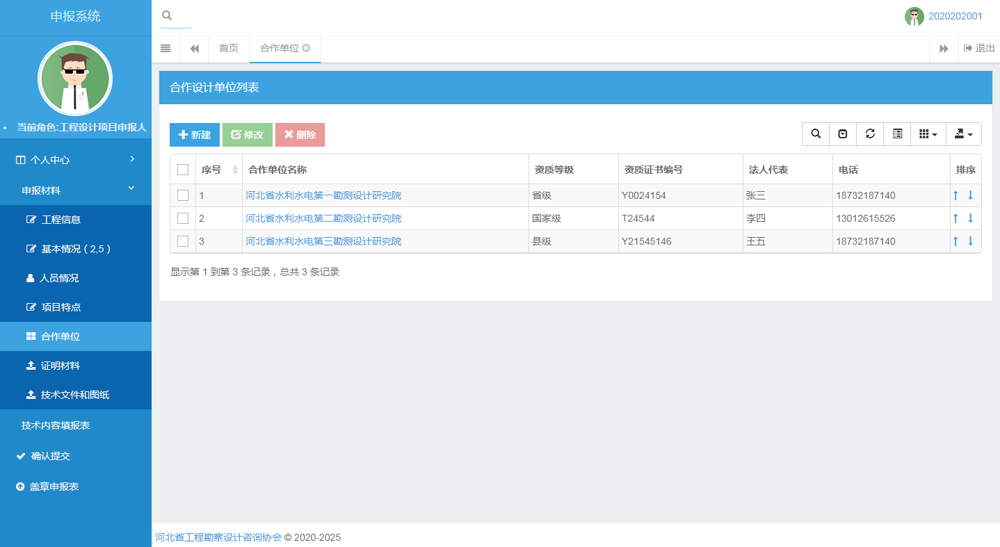 申报系统
2020202001
首页
合作单位
退出
当前角色:工程设计项目申报人
个人中心
申报材料
工程信息
基本情况（2,5）
人员情况
项目特点
合作单位
证明材料
技术文件和图纸
技术内容填报表
确认提交
盖章申报表
合作设计单位列表
新建 修改 删除
序号 合作单位名称 资质等级 资质证书编号 法人代表 电话 排序
1 河北省水利水电第一勘测设计研究院 省级 Y0024154 张三 18732187140
2 河北省水利水电第二勘测设计研究院 国家级 T24544 李四 13012615526
3 河北省水利水电第三勘测设计研究院 县级 Y21545146 王五 18732187140
显示第 1 到第 3 条记录，总共 3 条记录
河北省工程勘察设计咨询协会 © 2020-2025